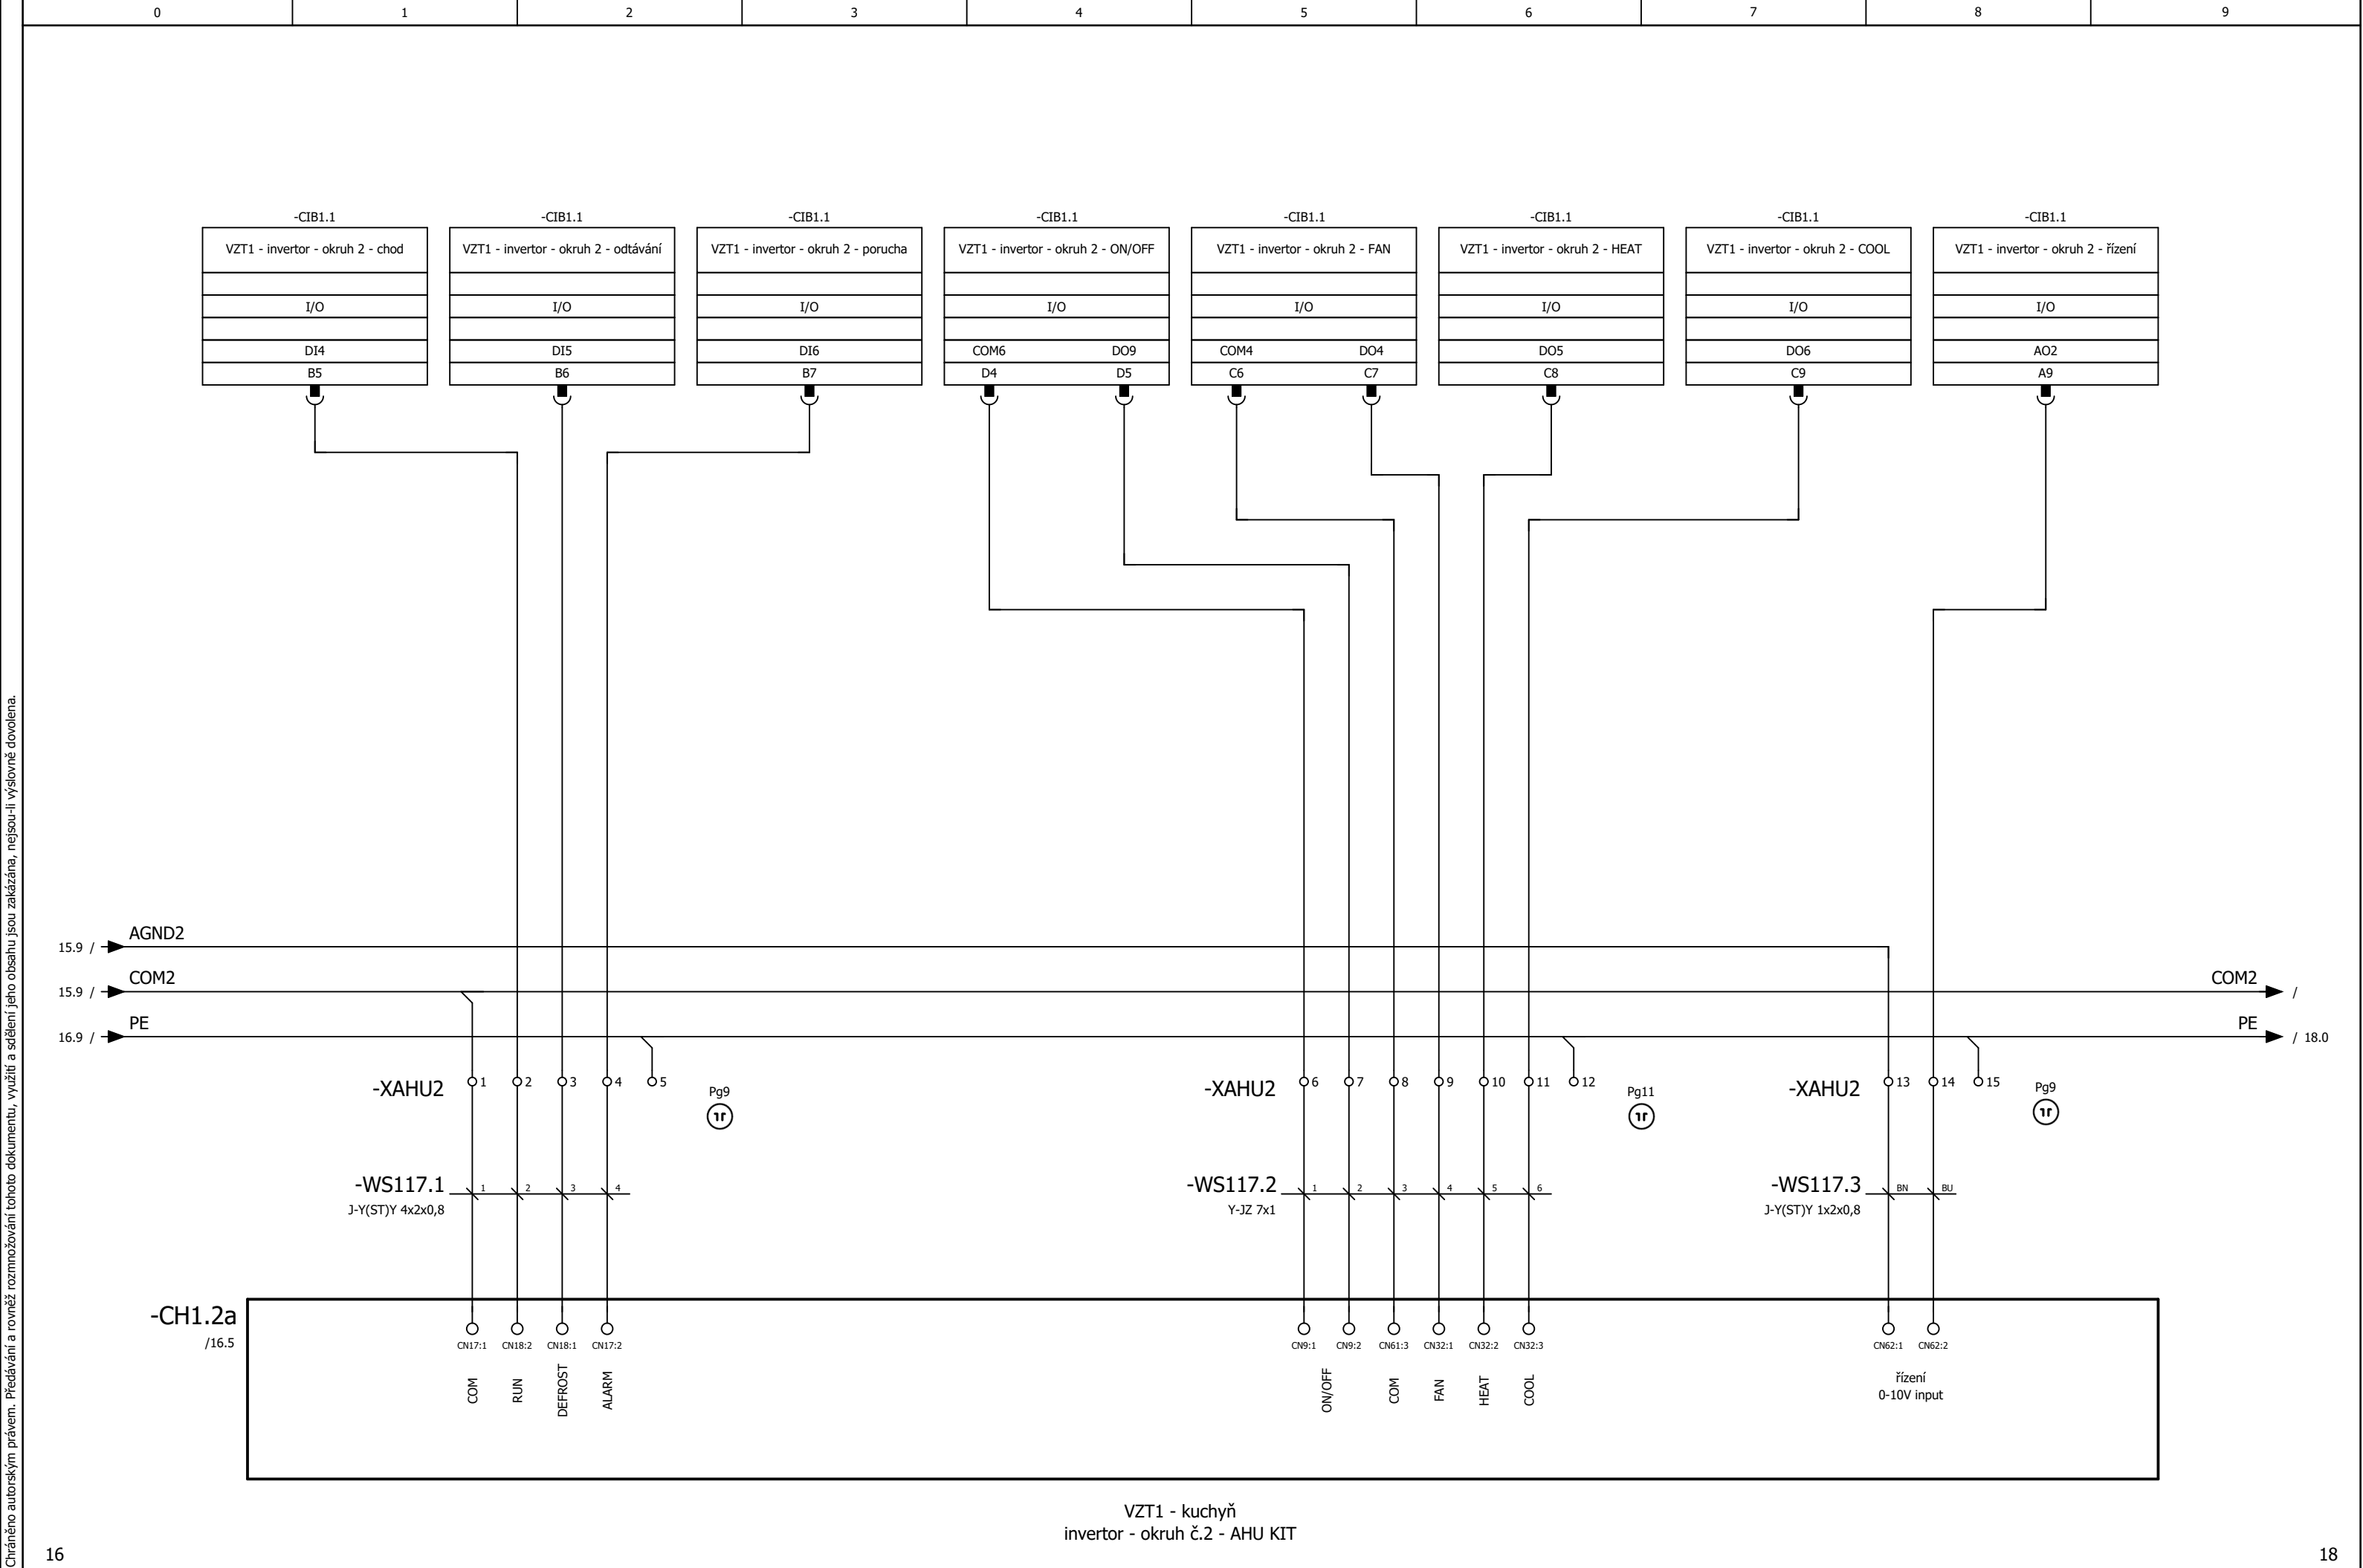 0 1 2 3 4 5 6 7 8 9
-CIB1.1 -CIB1.1 -CIB1.1 -CIB1.1 -CIB1.1 -CIB1.1 -CIB1.1 -CIB1.1
VZT1 - invertor - okruh 2 - chod VZT1 - invertor - okruh 2 - odtávání VZT1 - invertor - okruh 2 - porucha VZT1 - invertor - okruh 2 - ON/OFF VZT1 - invertor - okruh 2 - FAN VZT1 - invertor - okruh 2 - HEAT VZT1 - invertor - okruh 2 - COOL VZT1 - invertor - okruh 2 - řízení
I/O I/O I/O I/O I/O I/O I/O I/O
DI4 DI5 DI6 COM6 DO9 COM4 DO4 DO5 DO6 AO2
B5 B6 B7 D4 D5 C6 C7 C8 C9 A9
AGND2
15.9 /
COM2 COM2
15.9 / /
PE PE
16.9 / / 18.0
-XAHU2 1 2 3 4 5 Pg9 -XAHU2 6 7 8 9 10 11 12 Pg11 -XAHU2 13 14 15 Pg9
-WS117.1 1 2 3 4 -WS117.2 1 2 3 4 5 6 -WS117.3 BN BU
J-Y(ST)Y 4x2x0,8 Y-JZ 7x1 J-Y(ST)Y 1x2x0,8
-CH1.2a
/16.5
CN17:1 CN18:2 CN18:1 CN17:2 CN9:1 CN9:2 CN61:3 CN32:1 CN32:2 CN32:3 CN62:1 CN62:2
COM RUN DEFROST ALARM ON/OFF COM FAN HEAT COOL řízení
0-10V input
VZT1 - kuchyň
invertor - okruh č.2 - AHU KIT
16 18
Chráněno autorským právem. Předávání a rovněž rozmnožování tohoto dokumentu, využití a sdělení jeho obsahu jsou zakázána, nejsou-li výslovně dovolena.